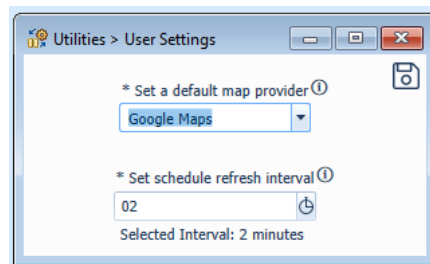 Utilities > User Settings
* Set a default map provider
Google Maps
* Set schedule refresh interval
02
Selected Interval: 2 minutes